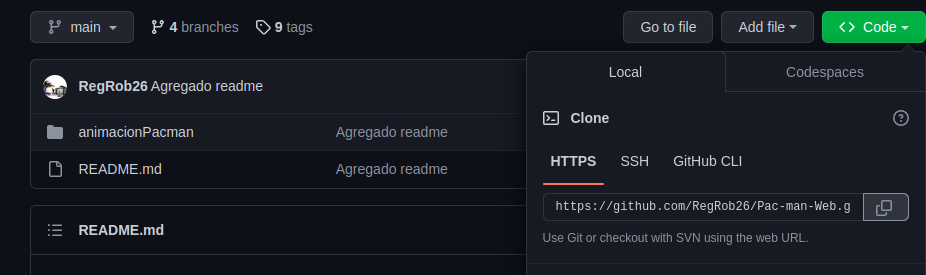 main 4 branches 9 tags Go to file Add file Code
Local Codespaces
RegRob26 Agregado readme
Clone
animacionPacman Agregado readme
HTTPS SSH GitHub CLI
README.md Agregado readme
https://github.com/RegRob26/Pac-man-Web.g
README.md
Use Git or checkout with SVN using the web URL.